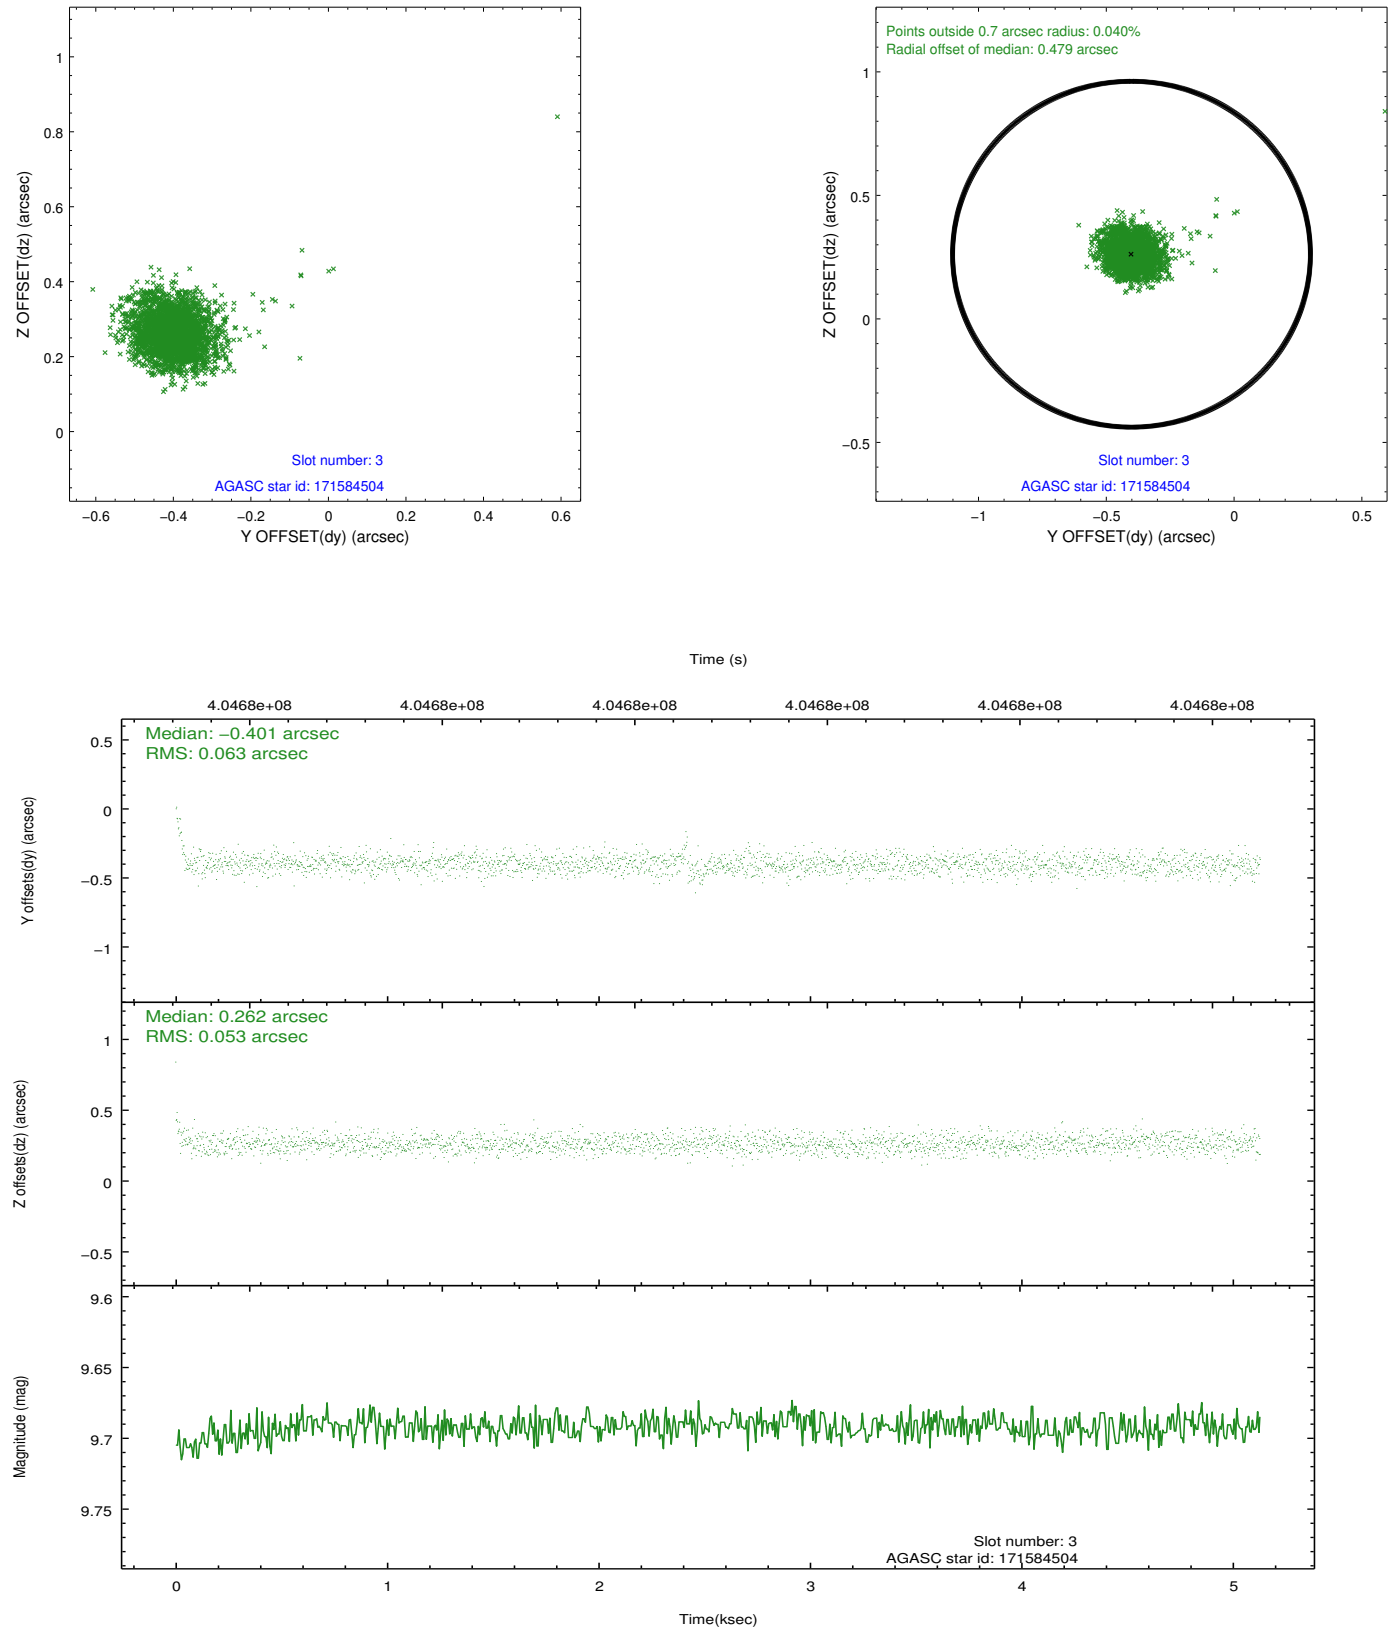 1
0.8
0.6
0.4
0.2
0
−0.6
−0.4
−0.2
0
0.2
0.4
0.6
Z OFFSET(dz) (arcsec)
Y OFFSET(dy) (arcsec)
Slot number: 3
AGASC star id: 171584504
Points outside 0.7 arcsec radius: 0.040%
Radial offset of median: 0.479 arcsec
1
0.5
0
−0.5
−1
−0.5
0
0.5
Z OFFSET(dz) (arcsec)
Y OFFSET(dy) (arcsec)
Slot number: 3
AGASC star id: 171584504
Time (s)
4.0468e+08 4.0468e+08 4.0468e+08 4.0468e+08 4.0468e+08 4.0468e+08
Median: −0.401 arcsec
RMS: 0.063 arcsec
0.5
0
−0.5
−1
Y offsets(dy) (arcsec)
Median: 0.262 arcsec
RMS: 0.053 arcsec
1
0.5
0
−0.5
Z offsets(dz) (arcsec)
9.6
9.65
9.7
9.75
Magnitude (mag)
Slot number: 3
AGASC star id: 171584504
0 1 2 3 4 5
Time(ksec)